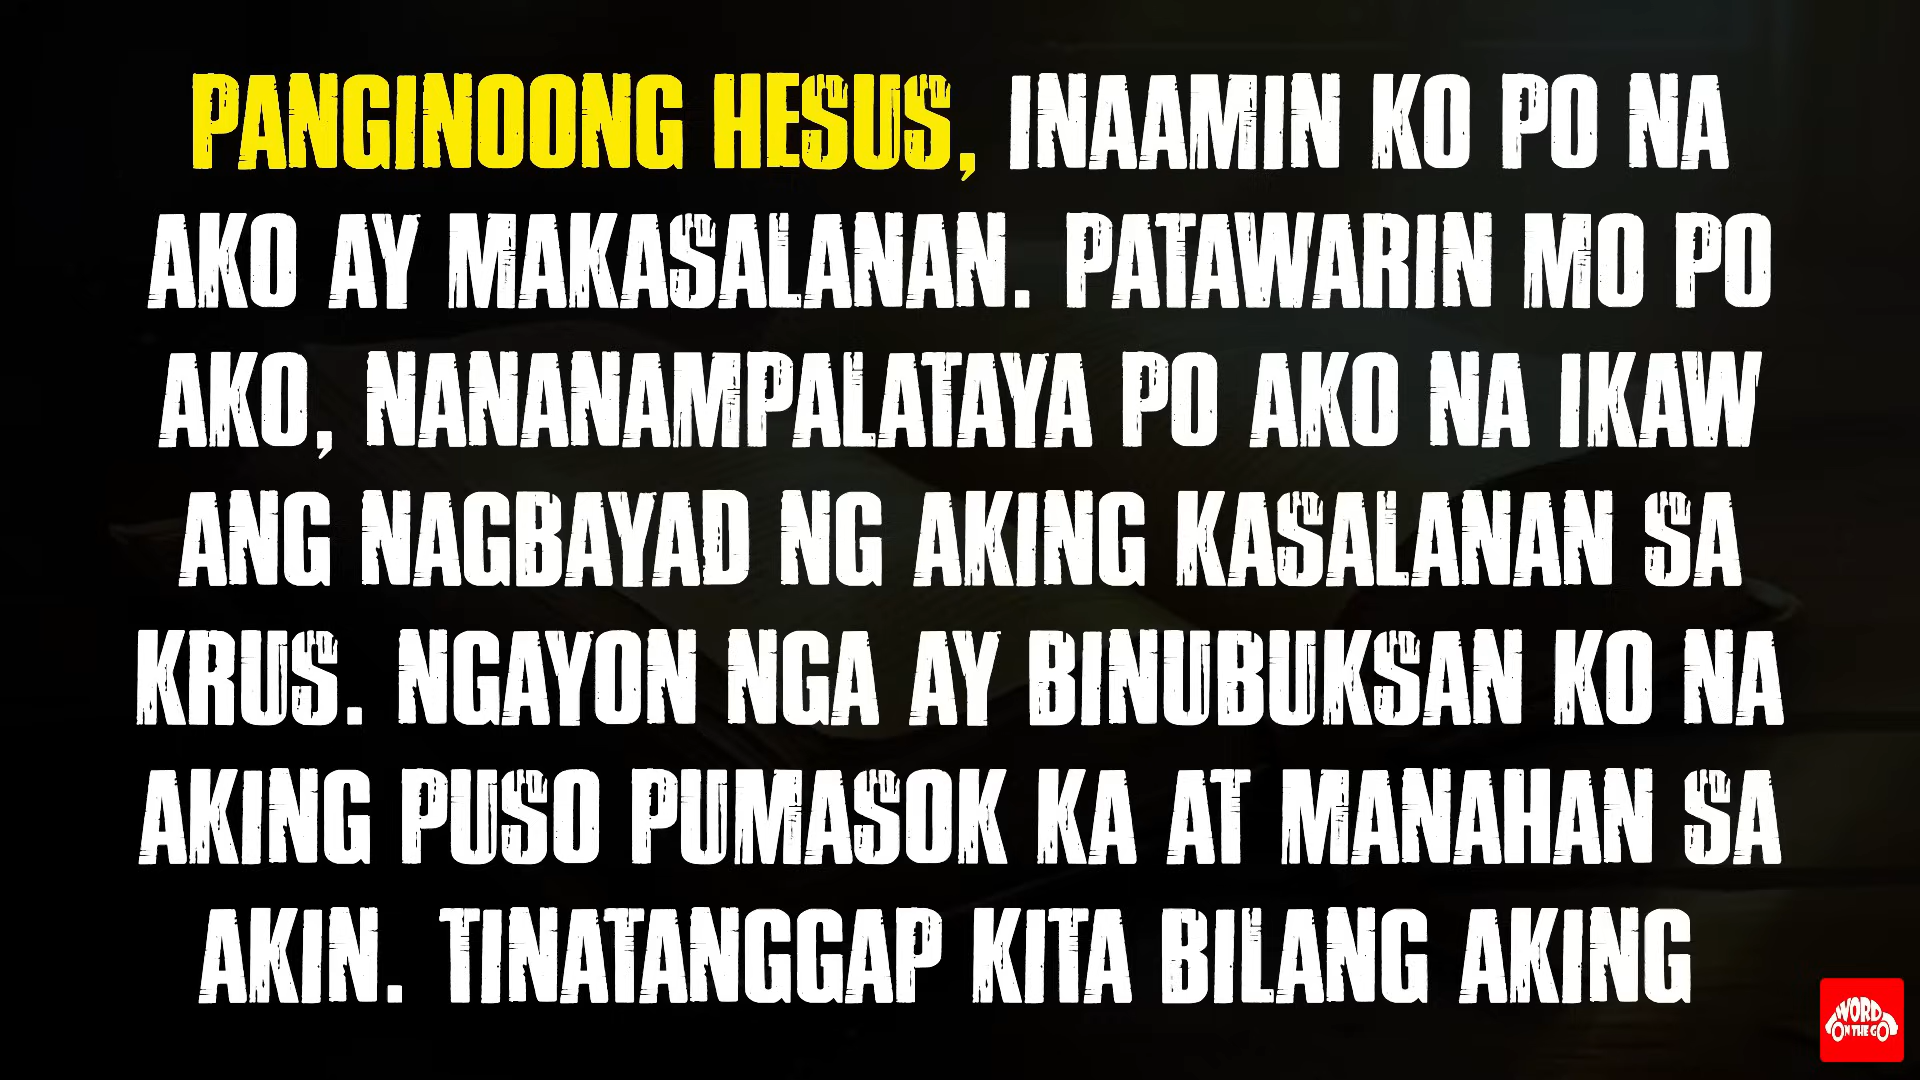 PANGINOONG HESUS, INAAMIN KO PO NA
AKO AY MAKASALANAN. PATAWARIN MO PO
AKO, NANANAMPALATAYA PO AKO NA IKAW
ANG NAGBAYAD NG AKING KASALANAN SA
KRUS. NGAYON NGA AY BINUBUKSAN KO NA
AKING PUSO PUMASOK KA AT MANAHAN SA
AKIN. TINATANGGAP KITA BILANG AKING
WORD
ON THE GO